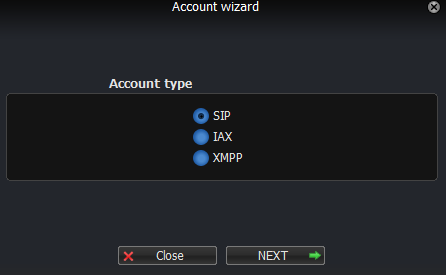 Account wizard
Account type
SIP
IAX
XMPP
Close
NEXT